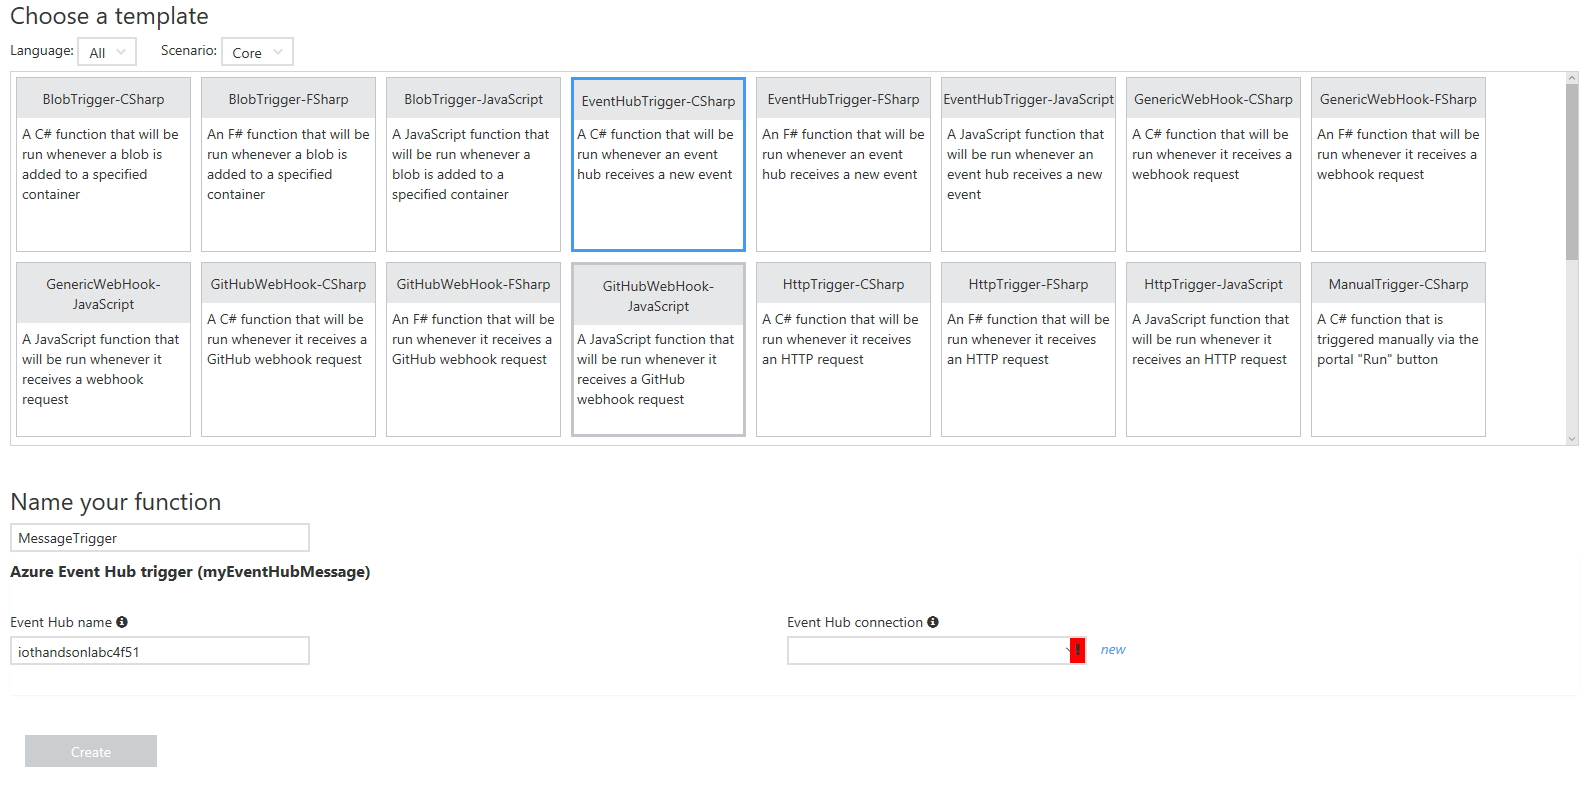 Choose a template
Language: All Scenario: Core
BlobTrigger-CSharp
A C# function that will be
run whenever a blob is
added to a specified
container
BlobTrigger-FSharp
An F# function that will be
run whenever a blob is
added to a specified
container
BlobTrigger-JavaScript
A JavaScript function that
will be run whenever a
blob is added to a
specified container
EventHubTrigger-CSharp
A C# function that will be
run whenever an event
hub receives a new event
EventHubTrigger-FSharp
An F# function that will be
run whenever an event
hub receives a new event
EventHubTrigger-JavaScript
A JavaScript function that
will be run whenever an
event hub receives a new
event
GenericWebHook-CSharp
A C# function that will be
run whenever it receives a
webhook request
GenericWebHook-FSharp
An F# function that will be
run whenever it receives a
webhook request
GenericWebHook-
JavaScript
A JavaScript function that
will be run whenever it
receives a webhook
request
GitHubWebHook-CSharp
A C# function that will be
run whenever it receives a
GitHub webhook request
GitHubWebHook-FSharp
An F# function that will be
run whenever it receives a
GitHub webhook request
GitHubWebHook-
JavaScript
A JavaScript function that
will be run whenever it
receives a GitHub
webhook request
HttpTrigger-CSharp
A C# function that will be
run whenever it receives
an HTTP request
HttpTrigger-FSharp
An F# function that will be
run whenever it receives
an HTTP request
HttpTrigger-JavaScript
A JavaScript function that
will be run whenever it
receives an HTTP request
ManualTrigger-CSharp
A C# function that is
triggered manually via the
portal "Run" button
Name your function
MessageTrigger
Azure Event Hub trigger (myEventHubMessage)
Event Hub name
iothandsonlabc4f51
Event Hub connection
! new
Create